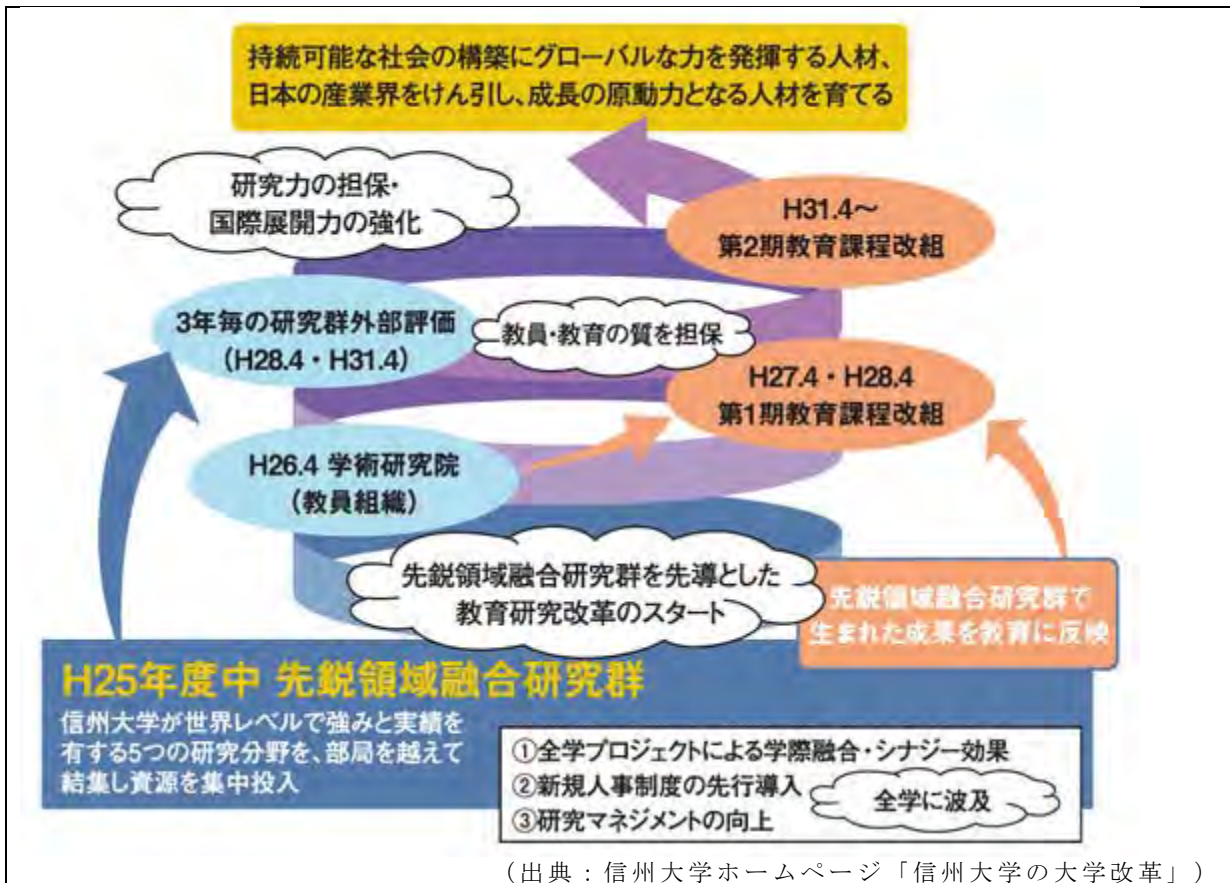 持続可能な社会の構築にグローバルな力を発揮する人材、
日本の産業界をけん引し、成長の原動力となる人材を育てる
研究力の担保・
国際展開力の強化
H31.4～
第2期教育課程改組
3年毎の研究群外部評価
（H28.4・H31.4）
教員・教育の質を担保
H27.4・H28.4
第1期教育課程改組
H26.4 学術研究院
（教員組織）
先鋭領域融合研究群を先導とした
教育研究改革のスタート
先鋭領域融合研究群で
生まれた成果を教育に反映
H25年度中 先鋭領域融合研究群
信州大学が世界レベルで強みと実績を
有する5つの研究分野を、部局を越えて
結集し資源を集中投入
①全学プロジェクトによる学際融合・シナジー効果
②新規人事制度の先行導入
③研究マネジメントの向上
全学に波及
（出典：信州大学ホームページ「信州大学の大学改革」）